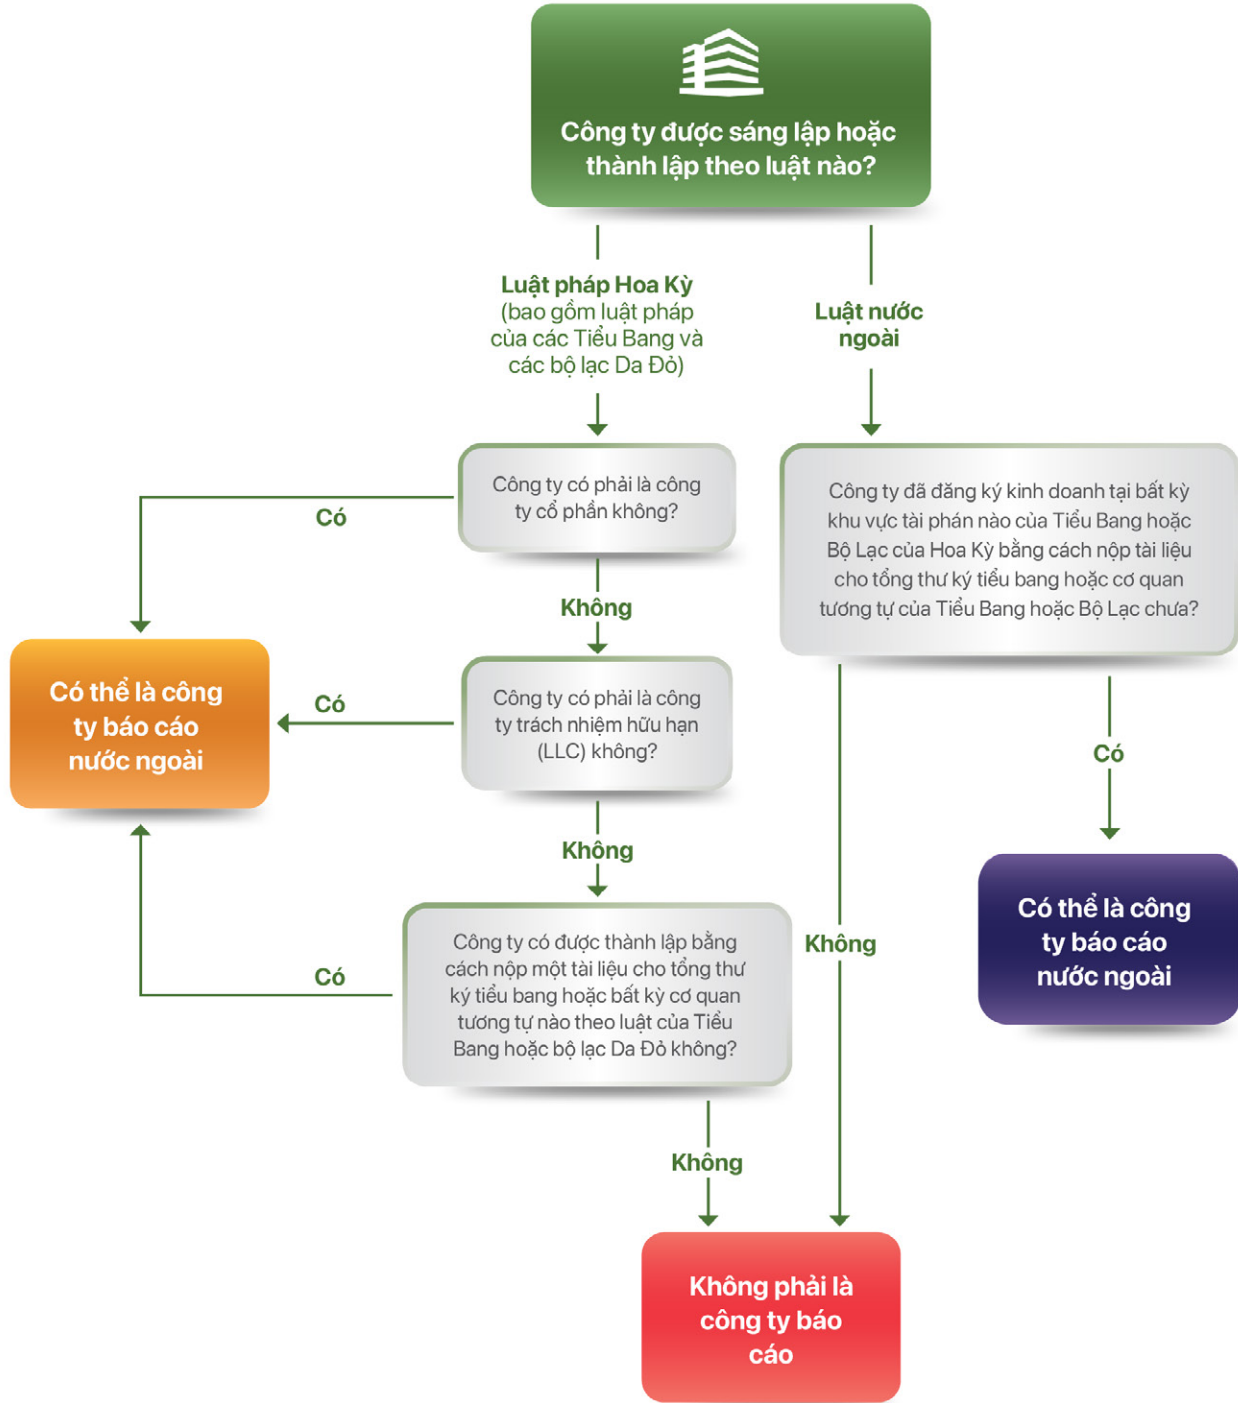 Công ty được sáng lập hoặc
thành lập theo luật nào?
Luật pháp Hoa Kỳ
(bao gồm luật pháp
của các Tiểu Bang và
các bộ lạc Da Đỏ)
Luật nước
ngoài
Công ty có phải là công
ty cổ phần không?
Có
Không
Công ty đã đăng ký kinh doanh tại bất kỳ
khu vực tài phán nào của Tiểu Bang hoặc
Bộ Lạc của Hoa Kỳ bằng cách nộp tài liệu
cho tổng thư ký tiểu bang hoặc cơ quan
tương tự của Tiểu Bang hoặc Bộ Lạc chưa?
Có thể là công
ty báo cáo
nước ngoài
Có
Công ty có phải là công
ty trách nhiệm hữu hạn
(LLC) không?
Có
Không
Có thể là công
ty báo cáo
nước ngoài
Công ty có được thành lập bằng
cách nộp một tài liệu cho tổng thư
ký tiểu bang hoặc bất kỳ cơ quan
tương tự nào theo luật của Tiểu
Bang hoặc bộ lạc Da Đỏ không?
Có
Không
Không
Không phải là
công ty báo
cáo